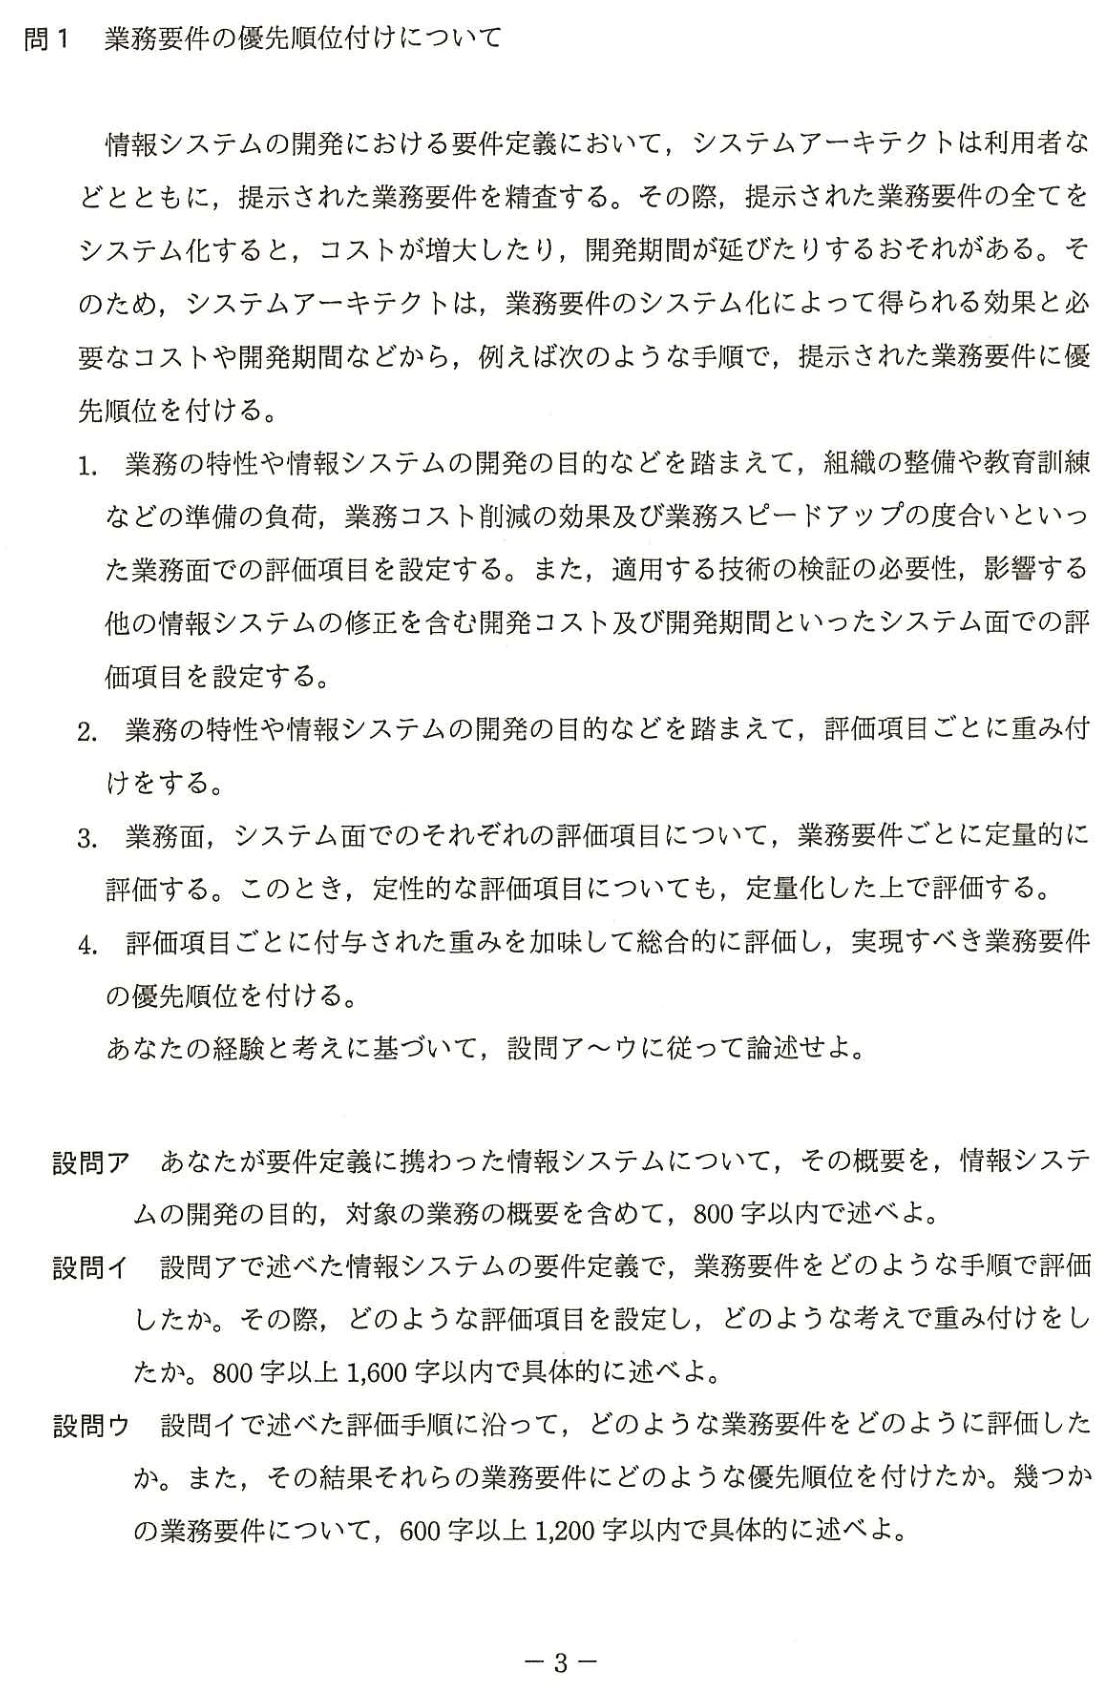 問1 業務要件の優先順位付けについて
情報システムの開発における要件定義において，システムアーキテクトは利用者な
どとともに，提示された業務要件を精査する。その際，提示された業務要件の全てを
システム化すると，コストが増大したり，開発期間が延びたりするおそれがある。そ
のため，システムアーキテクトは，業務要件のシステム化によって得られる効果と必
要なコストや開発期間などから，例えば次のような手順で，提示された業務要件に優
先順位を付ける。
1. 業務の特性や情報システムの開発の目的などを踏まえて，組織の整備や教育訓練
などの準備の負荷，業務コスト削減の効果及び業務スピードアップの度合いといっ
た業務面での評価項目を設定する。また，適用する技術の検証の必要性，影響する
他の情報システムの修正を含む開発コスト及び開発期間といったシステム面での評
価項目を設定する。
2. 業務の特性や情報システムの開発の目的などを踏まえて，評価項目ごとに重み付
けをする。
3. 業務面，システム面でのそれぞれの評価項目について，業務要件ごとに定量的に
評価する。このとき，定性的な評価項目についても，定量化した上で評価する。
4. 評価項目ごとに付与された重みを加味して総合的に評価し，実現すべき業務要件
の優先順位を付ける。
あなたの経験と考えに基づいて，設問ア～ウに従って論述せよ。
設問ア あなたが要件定義に携わった情報システムについて，その概要を，情報システ
ムの開発の目的，対象の業務の概要を含めて，800字以内で述べよ。
設問イ 設問アで述べた情報システムの要件定義で，業務要件をどのような手順で評価
したか。その際，どのような評価項目を設定し，どのような考えで重み付けをし
たか。800字以上1,600字以内で具体的に述べよ。
設問ウ 設問イで述べた評価手順に沿って，どのような業務要件をどのように評価した
か。また，その結果それらの業務要件にどのような優先順位を付けたか。幾つか
の業務要件について，600字以上1,200字以内で具体的に述べよ。
－3－